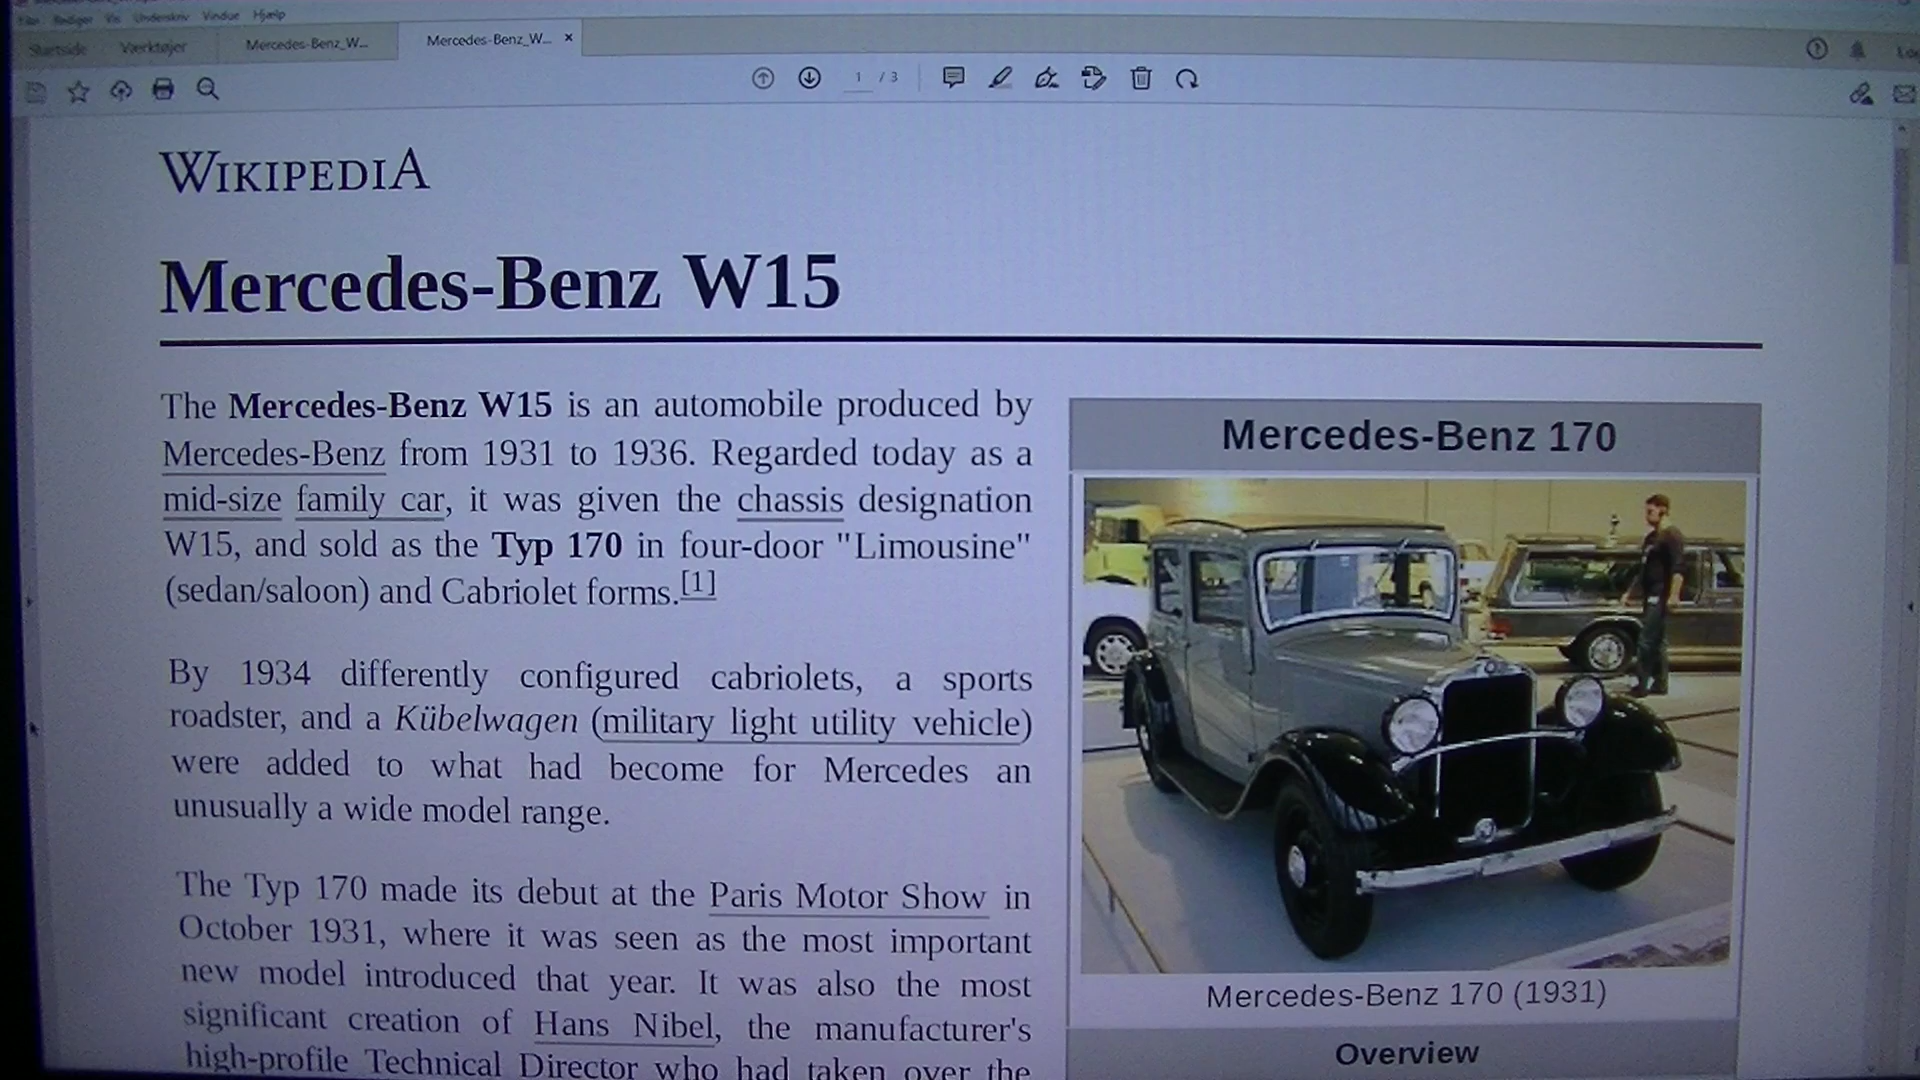 Rediger Vis Underskriv Vindue Hjælp
Startside Værktøjer Mercedes-Benz_W... Mercedes-Benz_W... ×
1 / 3
WIKIPEDIA
Mercedes-Benz W15
The Mercedes-Benz W15 is an automobile produced by
Mercedes-Benz from 1931 to 1936. Regarded today as a
mid-size family car, it was given the chassis designation
W15, and sold as the Typ 170 in four-door "Limousine"
(sedan/saloon) and Cabriolet forms.[1]
By 1934 differently configured cabriolets, a sports
roadster, and a Kübelwagen (military light utility vehicle)
were added to what had become for Mercedes an
unusually a wide model range.
The Typ 170 made its debut at the Paris Motor Show in
October 1931, where it was seen as the most important
new model introduced that year. It was also the most
significant creation of Hans Nibel, the manufacturer's
high-profile Technical Director who had taken over the
Mercedes-Benz 170
Mercedes-Benz 170 (1931)
Overview